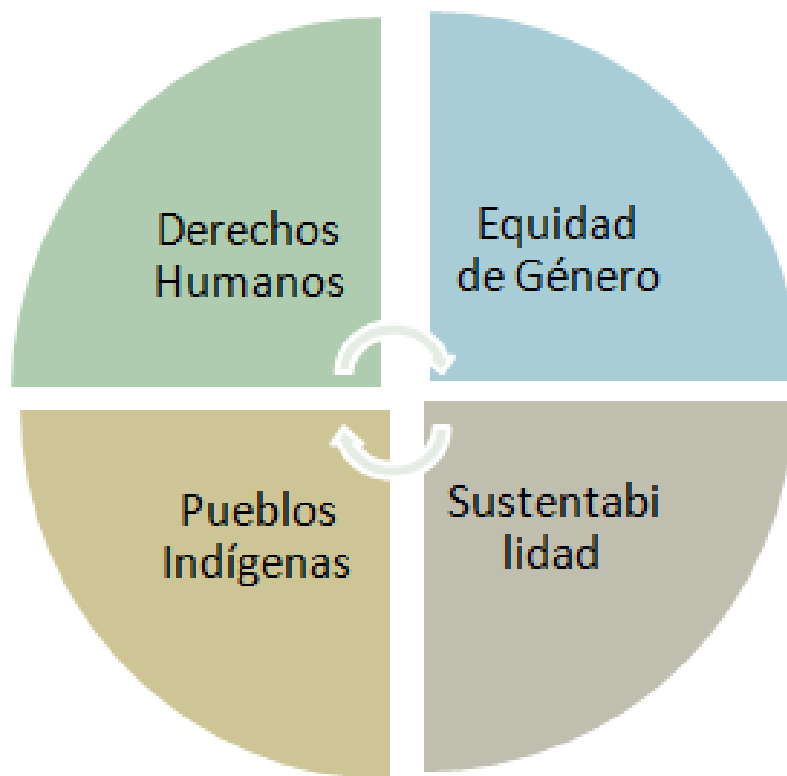 Derechos
Humanos
Equidad
de Género
Pueblos
Indígenas
Sustentabi
lidad